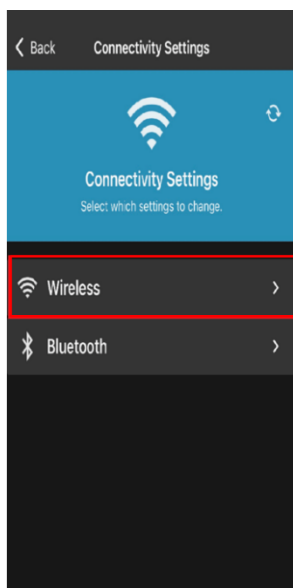 Back
Connectivity Settings
Connectivity Settings
Select which settings to change.
Wireless
Bluetooth